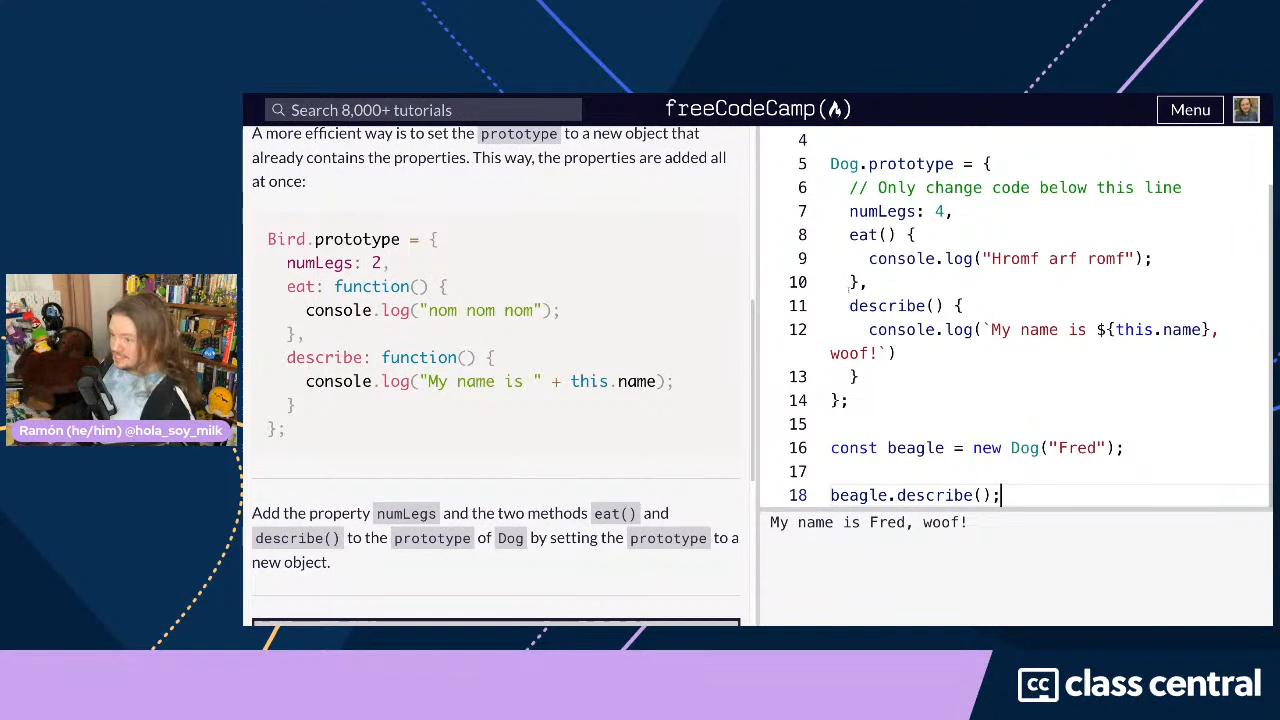 Search 8,000+ tutorials
freeCodeCamp
Menu
A more efficient way is to set the prototype to a new object that
already contains the properties. This way, the properties are added all
at once:
Bird.prototype = {
numLegs: 2,
eat: function() {
console.log("nom nom nom");
},
describe: function() {
console.log("My name is " + this.name);
}
};
Add the property numLegs and the two methods eat() and
describe() to the prototype of Dog by setting the prototype to a
new object.
4
5 Dog.prototype = {
6 // Only change code below this line
7 numLegs: 4,
8 eat() {
9 console.log("Hromf arf romf");
10 },
11 describe() {
12 console.log(`My name is ${this.name},
woof!`)
13 }
14 };
15
16 const beagle = new Dog("Fred");
17
18 beagle.describe();
My name is Fred, woof!
Ramón (he/him) @hola_soy_milk
cc class central